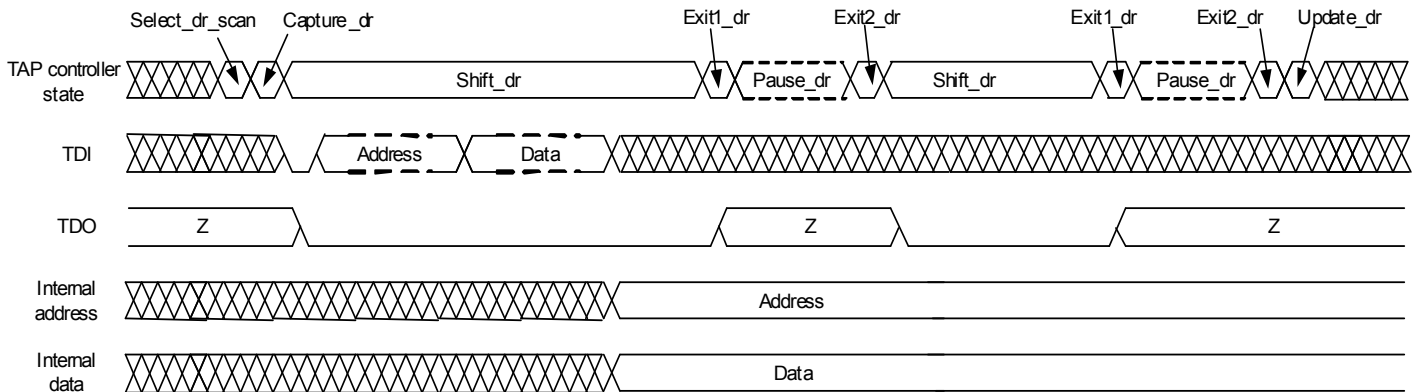 Select_dr_scan Capture_dr Exit1_dr Exit2_dr Exit1_dr Exit2_dr Update_dr
TAP controller
state
Shift_dr Pause_dr Shift_dr Pause_dr
TDI
Address Data
TDO
Z Z Z
Internal
address
Address
Internal
data
Data